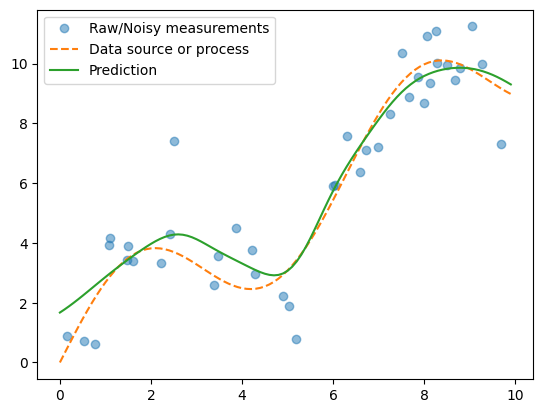 Raw/Noisy measurements
Data source or process
Prediction
10
8
6
4
2
0
0 2 4 6 8 10